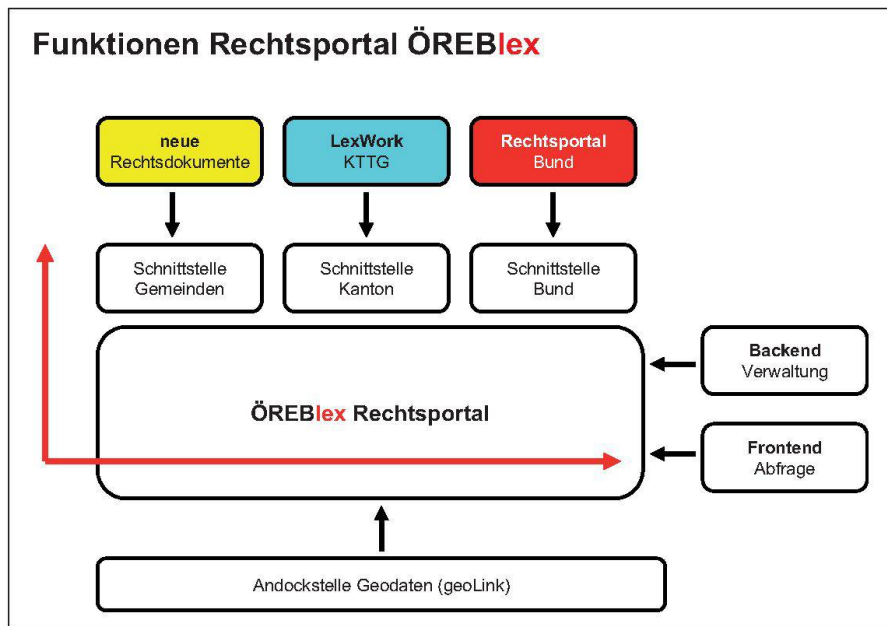 Funktionen Rechtsportal ÖREBlex
neue
Rechtsdokumente
LexWork
KTTG
Rechtsportal
Bund
Schnittstelle
Gemeinden
Schnittstelle
Kanton
Schnittstelle
Bund
Backend
Verwaltung
ÖREBlex Rechtsportal
Frontend
Abfrage
Andockstelle Geodaten (geoLink)